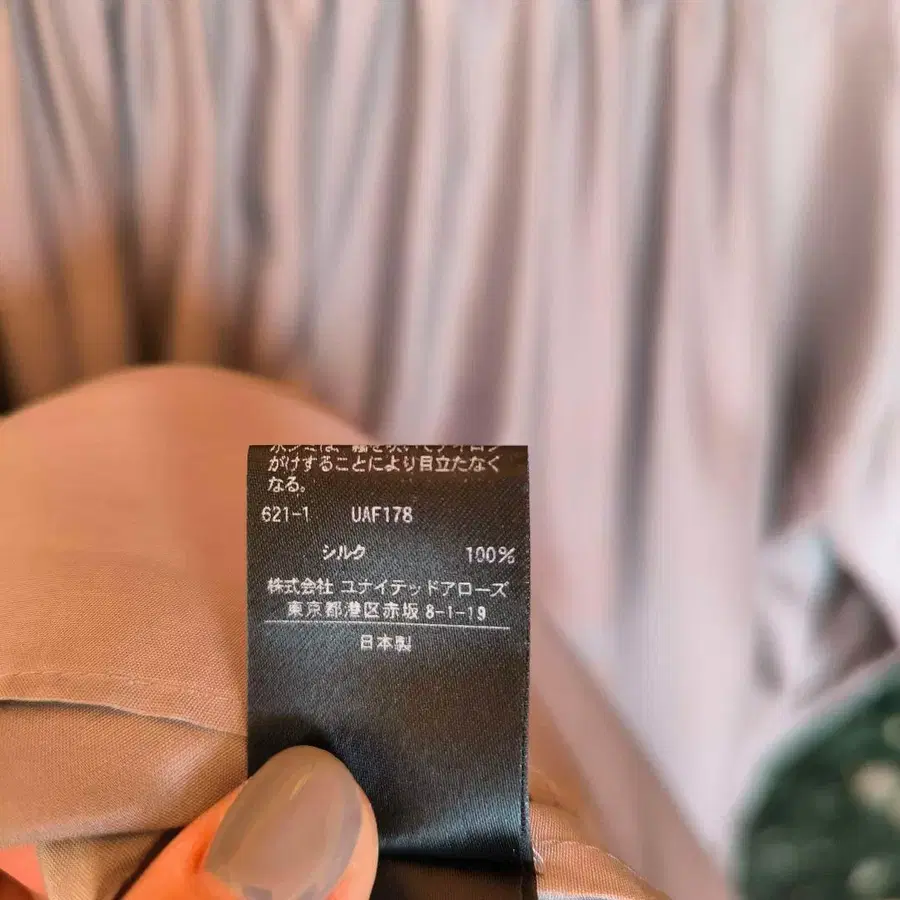 がけすることにより目立たなく
なる。
621-1 UAF178
シルク 100%
株式会社 ユナイテッドアローズ
東京都港区赤坂 8-1-19
日本製